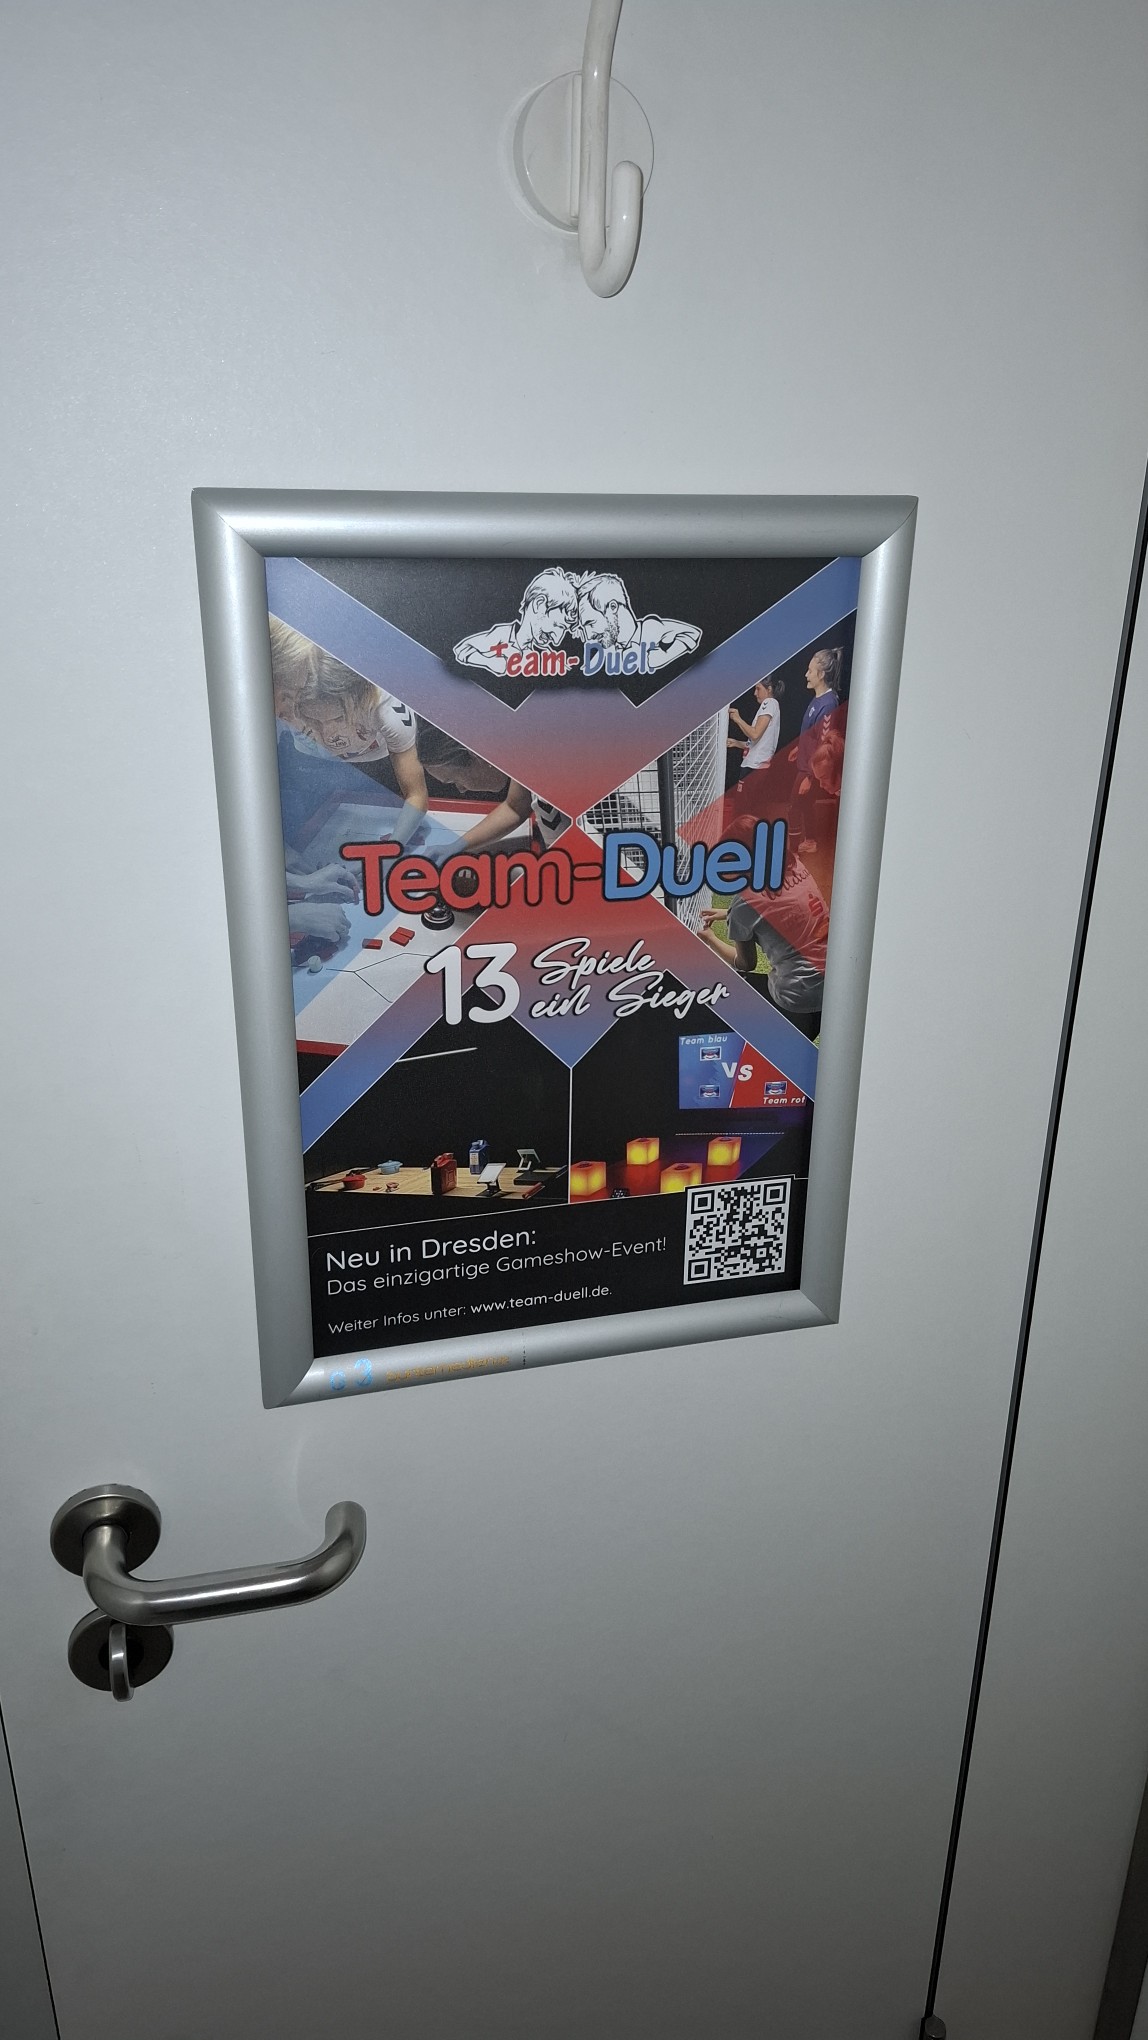 Team-Duell
Team-Duell
13 Spiele
ein Sieger
Team blau
VS
Team rot
Neu in Dresden:
Das einzigartige Gameshow-Event!
Weiter Infos unter: www.team-duell.de.